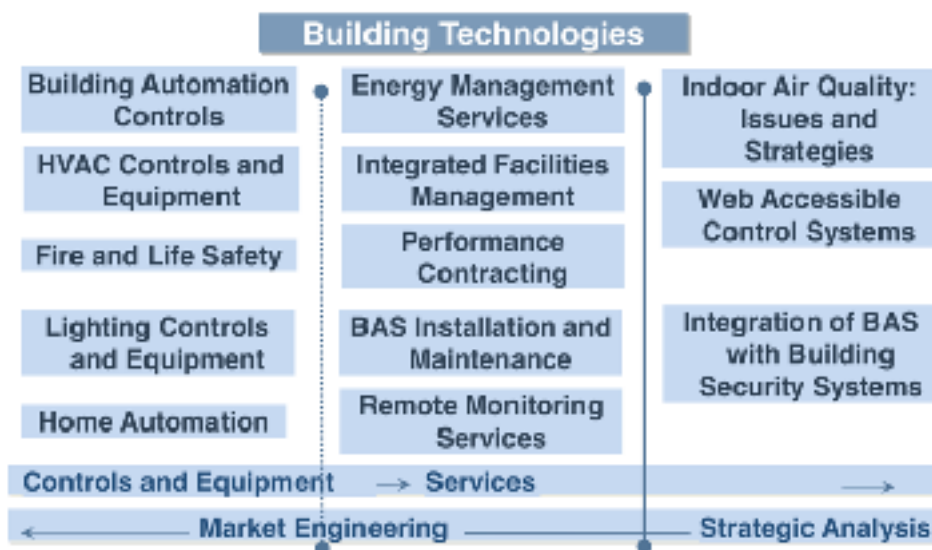 Building Technologies
Building Automation
Controls
HVAC Controls and
Equipment
Fire and Life Safety
Lighting Controls
and Equipment
Home Automation
Energy Management
Services
Integrated Facilities
Management
Performance
Contracting
BAS Installation and
Maintenance
Remote Monitoring
Services
Indoor Air Quality:
Issues and
Strategies
Web Accessible
Control Systems
Integration of BAS
with Building
Security Systems
Controls and Equipment → Services →
← Market Engineering Strategic Analysis